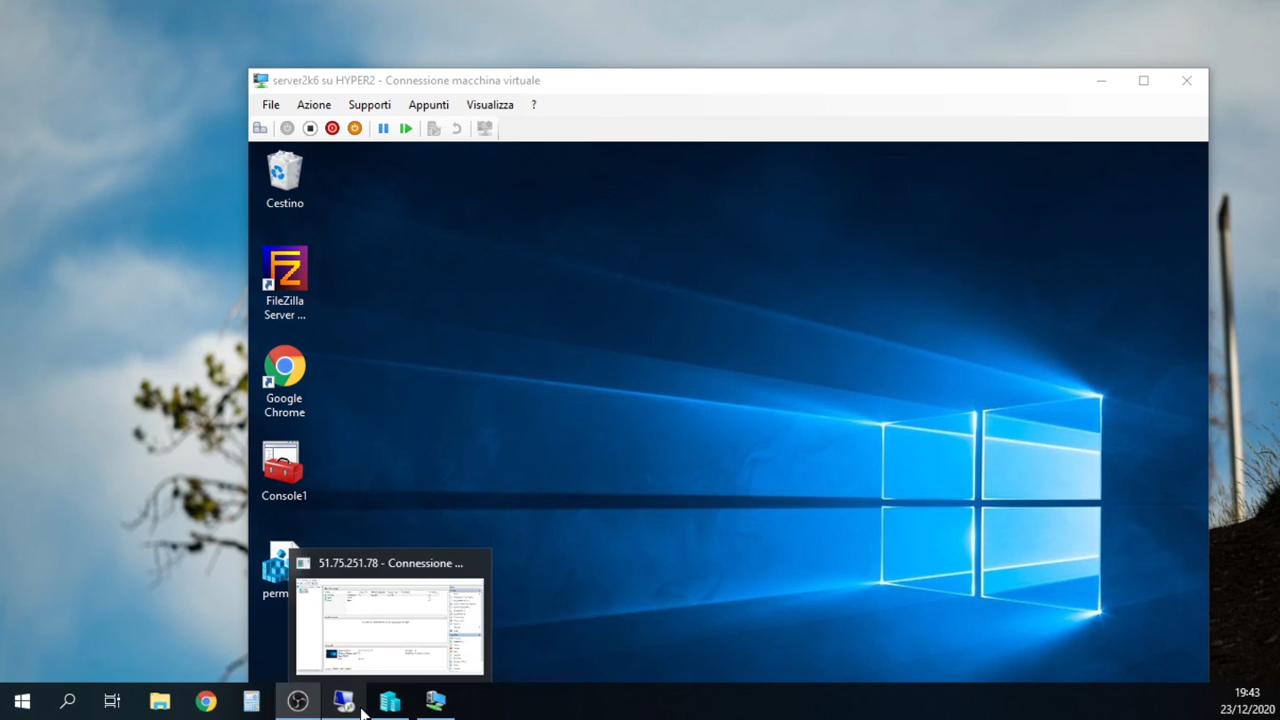 server2k6 su HYPER2 - Connessione macchina virtuale
File Azione Supporti Appunti Visualizza ?
Cestino
FileZilla
Server ...
Google
Chrome
Console1
perm
51.75.251.78 - Connessione ...
19:43
23/12/2020